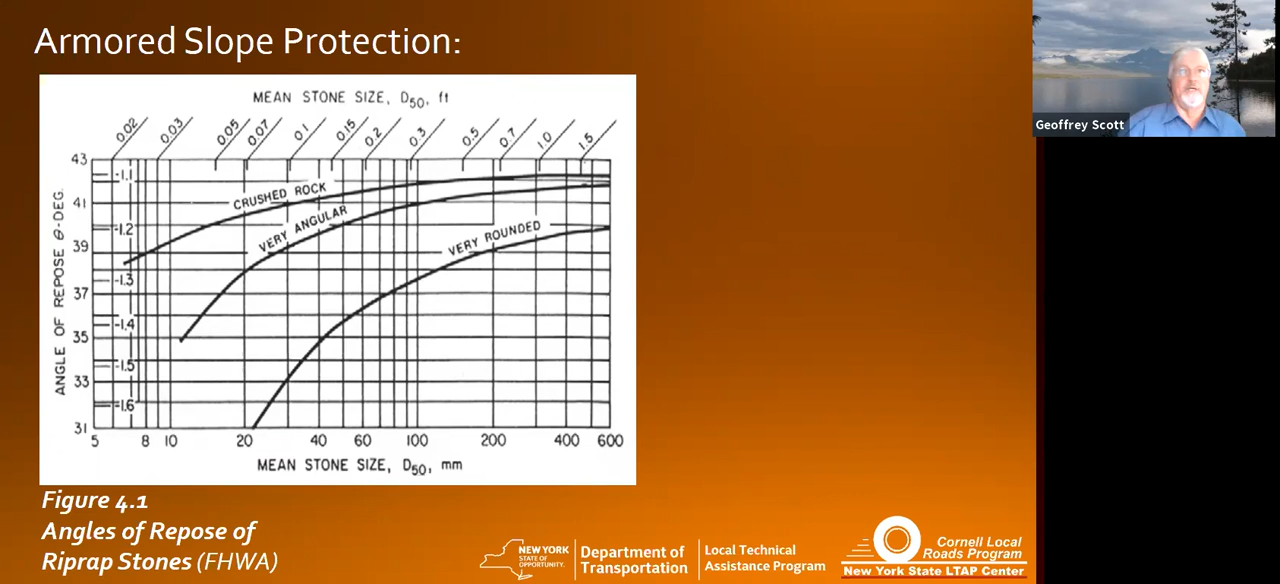 Armored Slope Protection:
Geoffrey Scott
MEAN STONE SIZE, D50, ft
0.02 0.03 0.05 0.07 0.1 0.15 0.2 0.3 0.5 0.7 1.0 1.5
ANGLE OF REPOSE θ-DEG.
43
41
39
37
35
33
31
1.1
1.2
1.3
1.4
1.5
1.6
CRUSHED ROCK
VERY ANGULAR
VERY ROUNDED
5 8 10 20 40 60 100 200 400 600
MEAN STONE SIZE, D50, mm
Figure 4.1
Angles of Repose of
Riprap Stones (FHWA)
NEW YORK
STATE OF
OPPORTUNITY.
Department of
Transportation
Local Technical
Assistance Program
Cornell Local
Roads Program
New York State LTAP Center